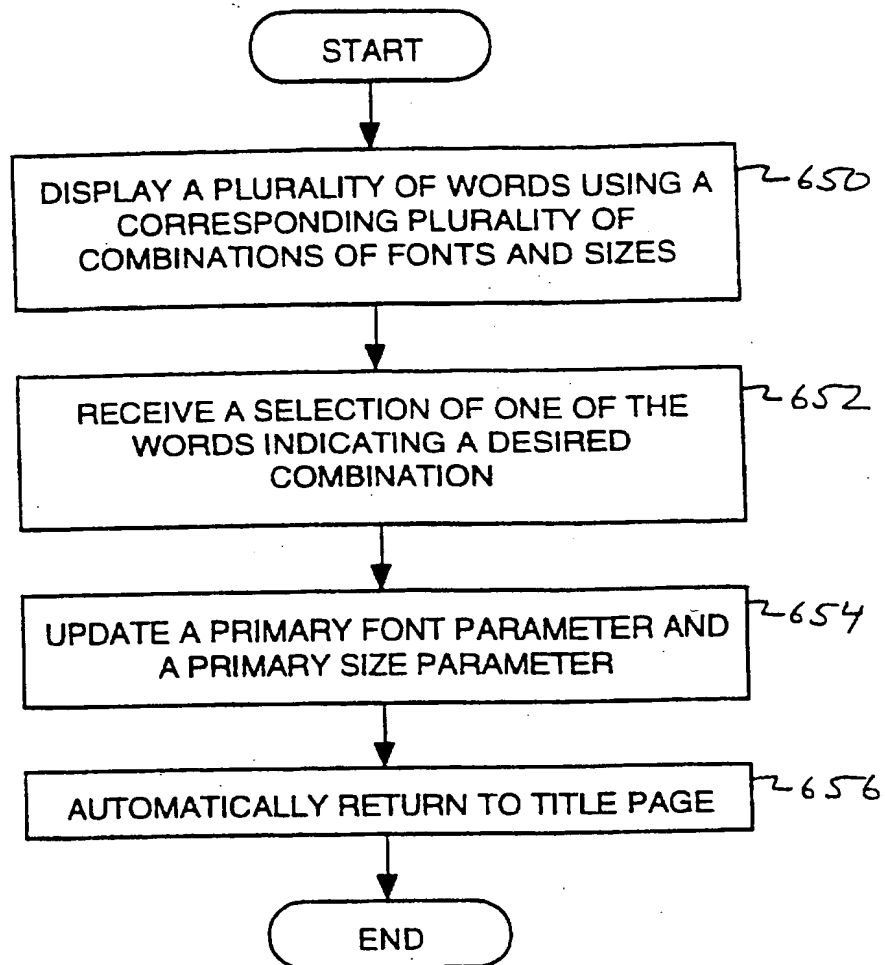 START
DISPLAY A PLURALITY OF WORDS USING A
CORRESPONDING PLURALITY OF
COMBINATIONS OF FONTS AND SIZES
650
RECEIVE A SELECTION OF ONE OF THE
WORDS INDICATING A DESIRED
COMBINATION
652
UPDATE A PRIMARY FONT PARAMETER AND
A PRIMARY SIZE PARAMETER
654
AUTOMATICALLY RETURN TO TITLE PAGE
656
END